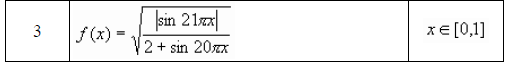 3 f(x) = √(|sin 21πx| / (2 + sin 20πx)) x ∈ [0,1]